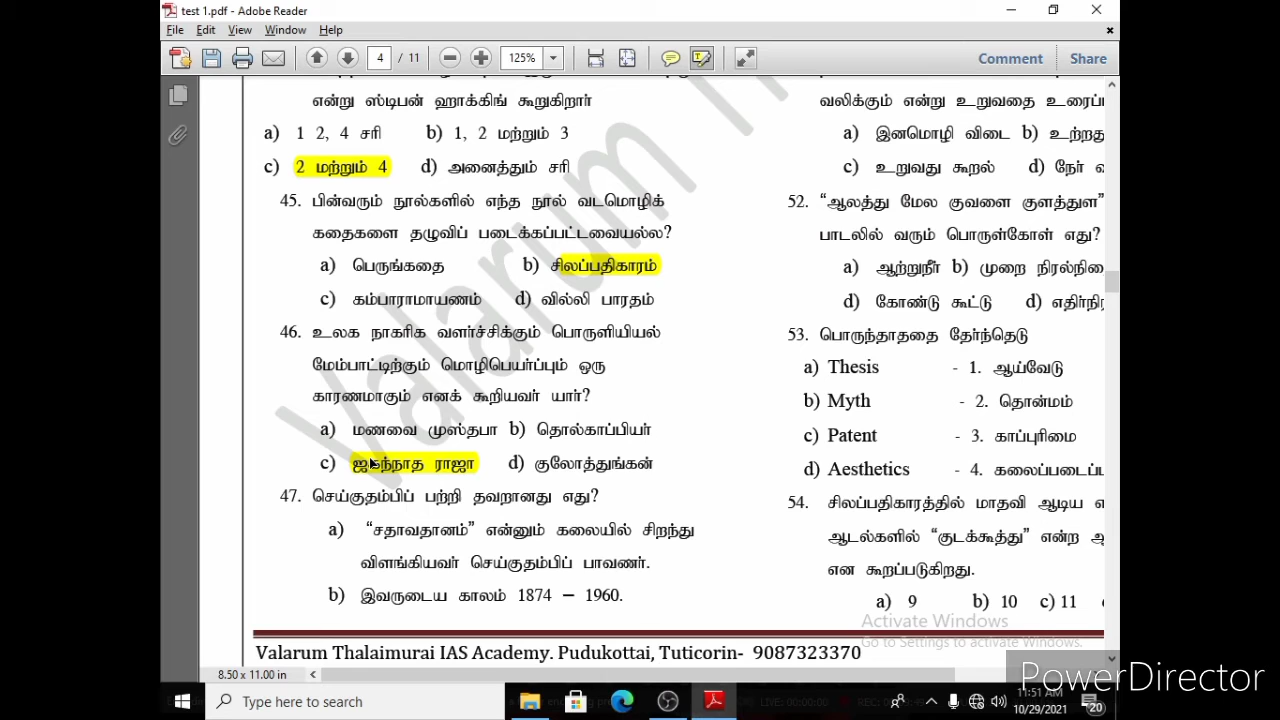 test 1.pdf - Adobe Reader
File Edit View Window Help
4 / 11 125% Comment Share
என்று ஸ்டிபன் ஹாக்கிங் கூறுகிறார்
a) 1 2, 4 சரி b) 1, 2 மற்றும் 3
c) 2 மற்றும் 4 d) அனைத்தும் சரி
45. பின்வரும் நூல்களில் எந்த நூல் வடமொழிக்
கதைகளை தழுவிப் படைக்கப்பட்டவையல்ல?
a) பெருங்கதை b) சிலப்பதிகாரம்
c) கம்பாராமாயணம் d) வில்லி பாரதம்
46. உலக நாகரிக வளர்ச்சிக்கும் பொருளியியல்
மேம்பாட்டிற்கும் மொழிபெயர்ப்பும் ஒரு
காரணமாகும் எனக் கூறியவர் யார்?
a) மணவை முஸ்தபா b) தொல்காப்பியர்
c) ஜகந்நாத ராஜா d) குலோத்துங்கன்
47. செய்குதம்பிப் பற்றி தவறானது எது?
a) "சதாவதானம்" என்னும் கலையில் சிறந்து
விளங்கியவர் செய்குதம்பிப் பாவணர்.
b) இவருடைய காலம் 1874 – 1960.
வலிக்கும் என்று உறுவதை உரைப்ப
a) இனமொழி விடை b) உற்றது
c) உறுவது கூறல் d) நேர் வ
52. "ஆலத்து மேல குவளை குளத்துள"
பாடலில் வரும் பொருள்கோள் எது?
a) ஆற்றுநீர் b) முறை நிரல்நிலை
d) கோண்டு கூட்டு d) எதிர்நி
53. பொருந்தாததை தேர்ந்தெடு
a) Thesis - 1. ஆய்வேடு
b) Myth - 2. தொன்மம்
c) Patent - 3. காப்புரிமை
d) Aesthetics - 4. கலைப்படைப்
54. சிலப்பதிகாரத்தில் மாதவி ஆடிய எ
ஆடல்களில் "குடக்கூத்து" என்ற ஆ
என கூறப்படுகிறது.
a) 9 b) 10 c) 11
Activate Windows
Go to Settings to activate Windows.
Valarum Thalaimurai IAS Academy. Pudukottai, Tuticorin- 9087323370
8.50 x 11.00 in
PowerDirector
Type here to search
11:51 AM
10/29/2021
20